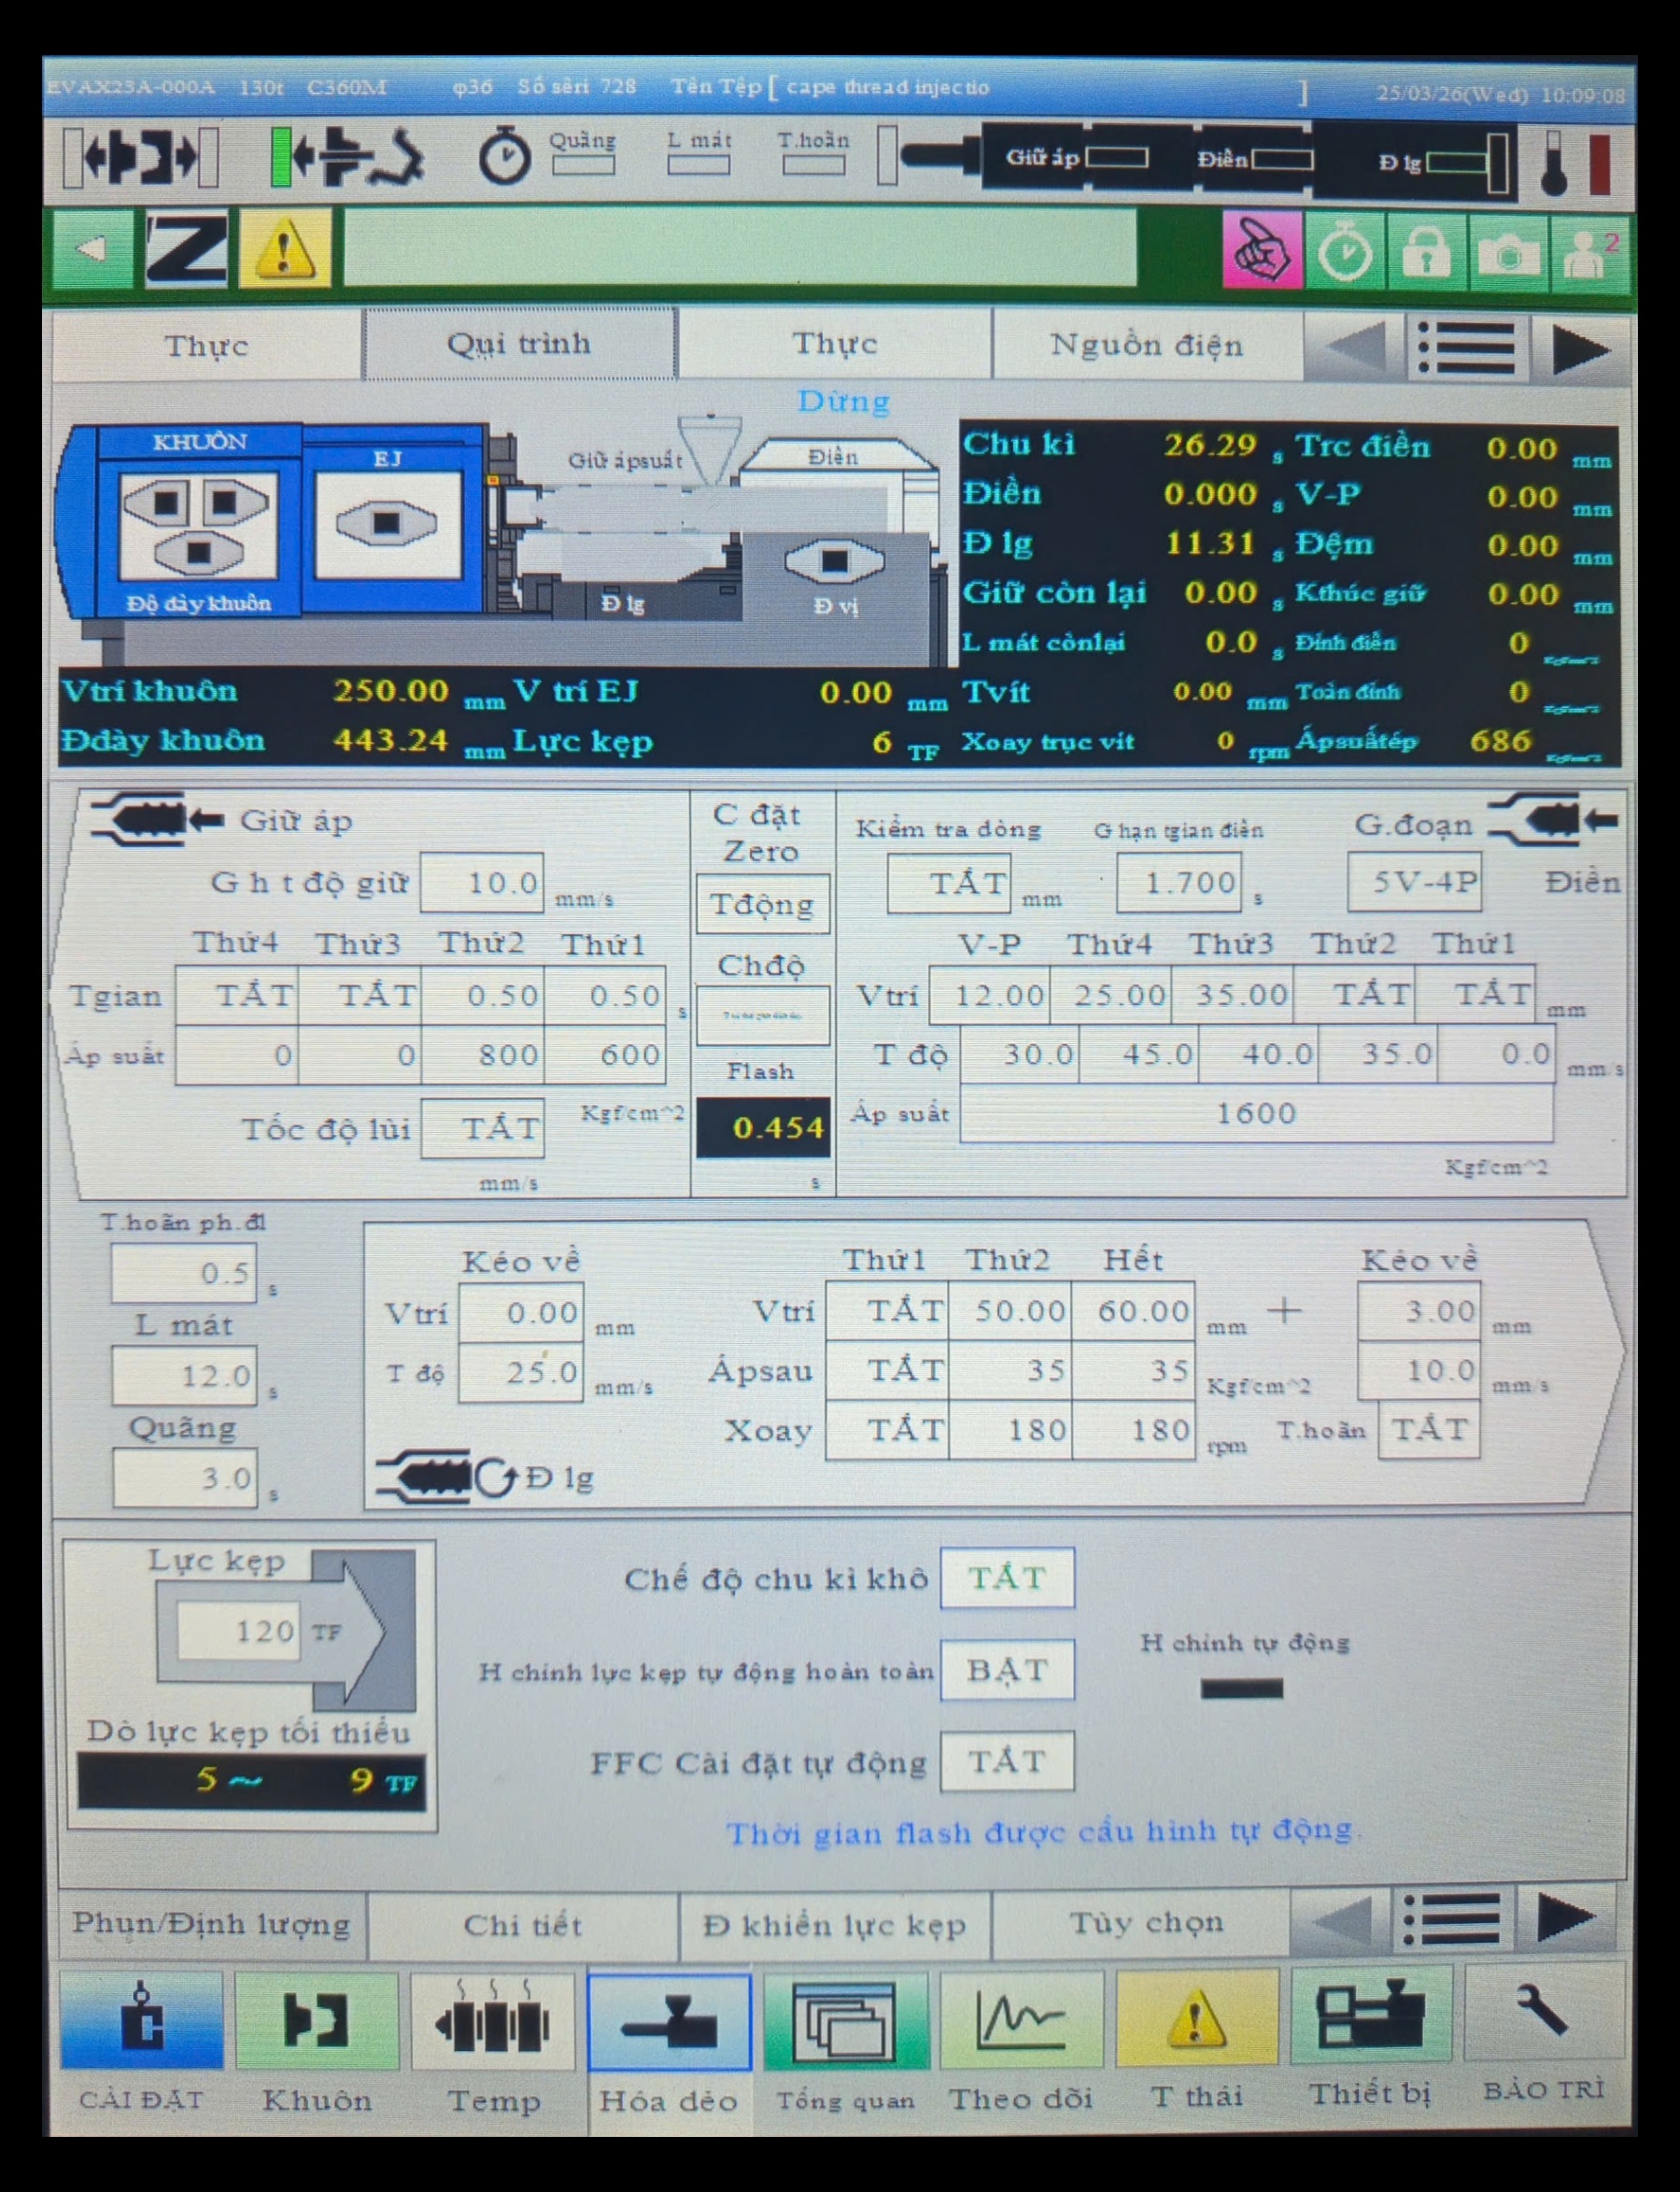 EVAX23A-000A 130t C360M φ36 Số sêri 728 Tên Tệp [ cape thread injectio ] 25/03/26(Wed) 10:09:08
Quãng L mát T.hoãn Giữ áp Điền Đ lg
2
Thực Qui trình Thực Nguồn điện
Dừng
KHUÔN EJ Giữ ápsuất Điền
Độ dày khuôn Đ lg Đ vị
Chu kì 26.29 s Trc điền 0.00 mm
Điền 0.000 s V-P 0.00 mm
Đ lg 11.31 s Đệm 0.00 mm
Giữ còn lại 0.00 s Kthúc giữ 0.00 mm
L mát cònlại 0.0 s Đỉnh điền 0
Vtrí khuôn 250.00 mm V trí EJ 0.00 mm Tvít 0.00 mm Toàn đỉnh 0
Đdày khuôn 443.24 mm Lực kẹp 6 TF Xoay trục vít 0 rpm Ápsuấtép 686
Giữ áp
G h t độ giữ 10.0 mm/s
Thứ4 Thứ3 Thứ2 Thứ1
Tgian TẮT TẮT 0.50 0.50 s
Áp suất 0 0 800 600
Tốc độ lùi TẮT Kgf/cm^2
mm/s
C đặt
Zero
Tđộng
Chđộ
Flash
0.454
s
Kiểm tra dòng G hạn tgian điền G.đoạn
TẮT mm 1.700 s 5V-4P Điền
V-P Thứ4 Thứ3 Thứ2 Thứ1
Vtrí 12.00 25.00 35.00 TẮT TẮT mm
T độ 30.0 45.0 40.0 35.0 0.0 mm/s
Áp suất 1600
Kgf/cm^2
T.hoãn ph.đl
0.5 s
L mát
12.0 s
Quãng
3.0 s
Kéo về
Vtrí 0.00 mm
T độ 25.0 mm/s
Đ lg
Thứ1 Thứ2 Hết Kéo về
Vtrí TẮT 50.00 60.00 mm + 3.00 mm
Ápsau TẮT 35 35 Kgf/cm^2 10.0 mm/s
Xoay TẮT 180 180 rpm T.hoãn TẮT
Lực kẹp
120 TF
Dò lực kẹp tối thiểu
5 ~ 9 TF
Chế độ chu kì khô TẮT
H chỉnh lực kẹp tự động hoàn toàn BẬT
H chỉnh tự động
FFC Cài đặt tự động TẮT
Thời gian flash được cấu hình tự động.
Phun/Định lượng Chi tiết Đ khiển lực kẹp Tùy chọn
CÀI ĐẶT Khuôn Temp Hóa dẻo Tổng quan Theo dõi T thái Thiết bị BẢO TRÌ